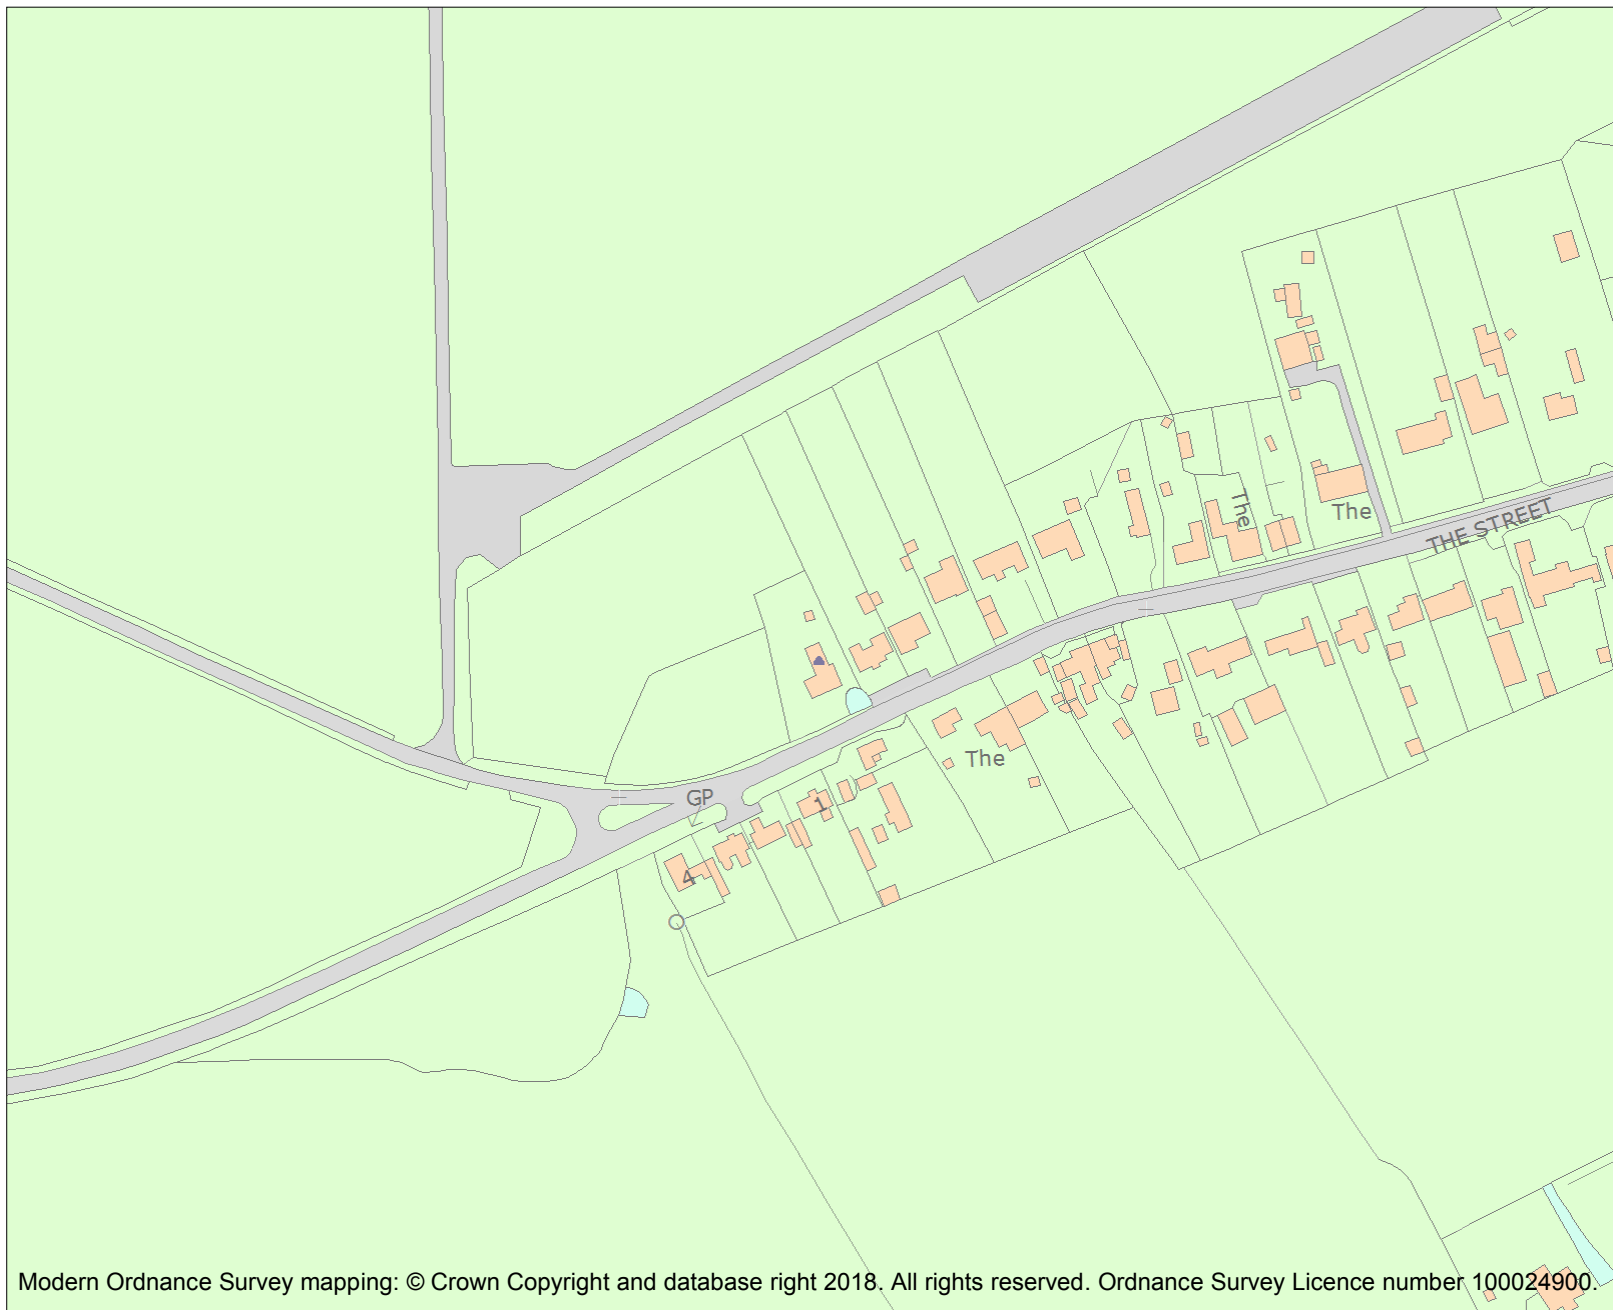 The
The
THE STREET
The
GP
1
4
Modern Ordnance Survey mapping: © Crown Copyright and database right 2018. All rights reserved. Ordnance Survey Licence number 100024900.